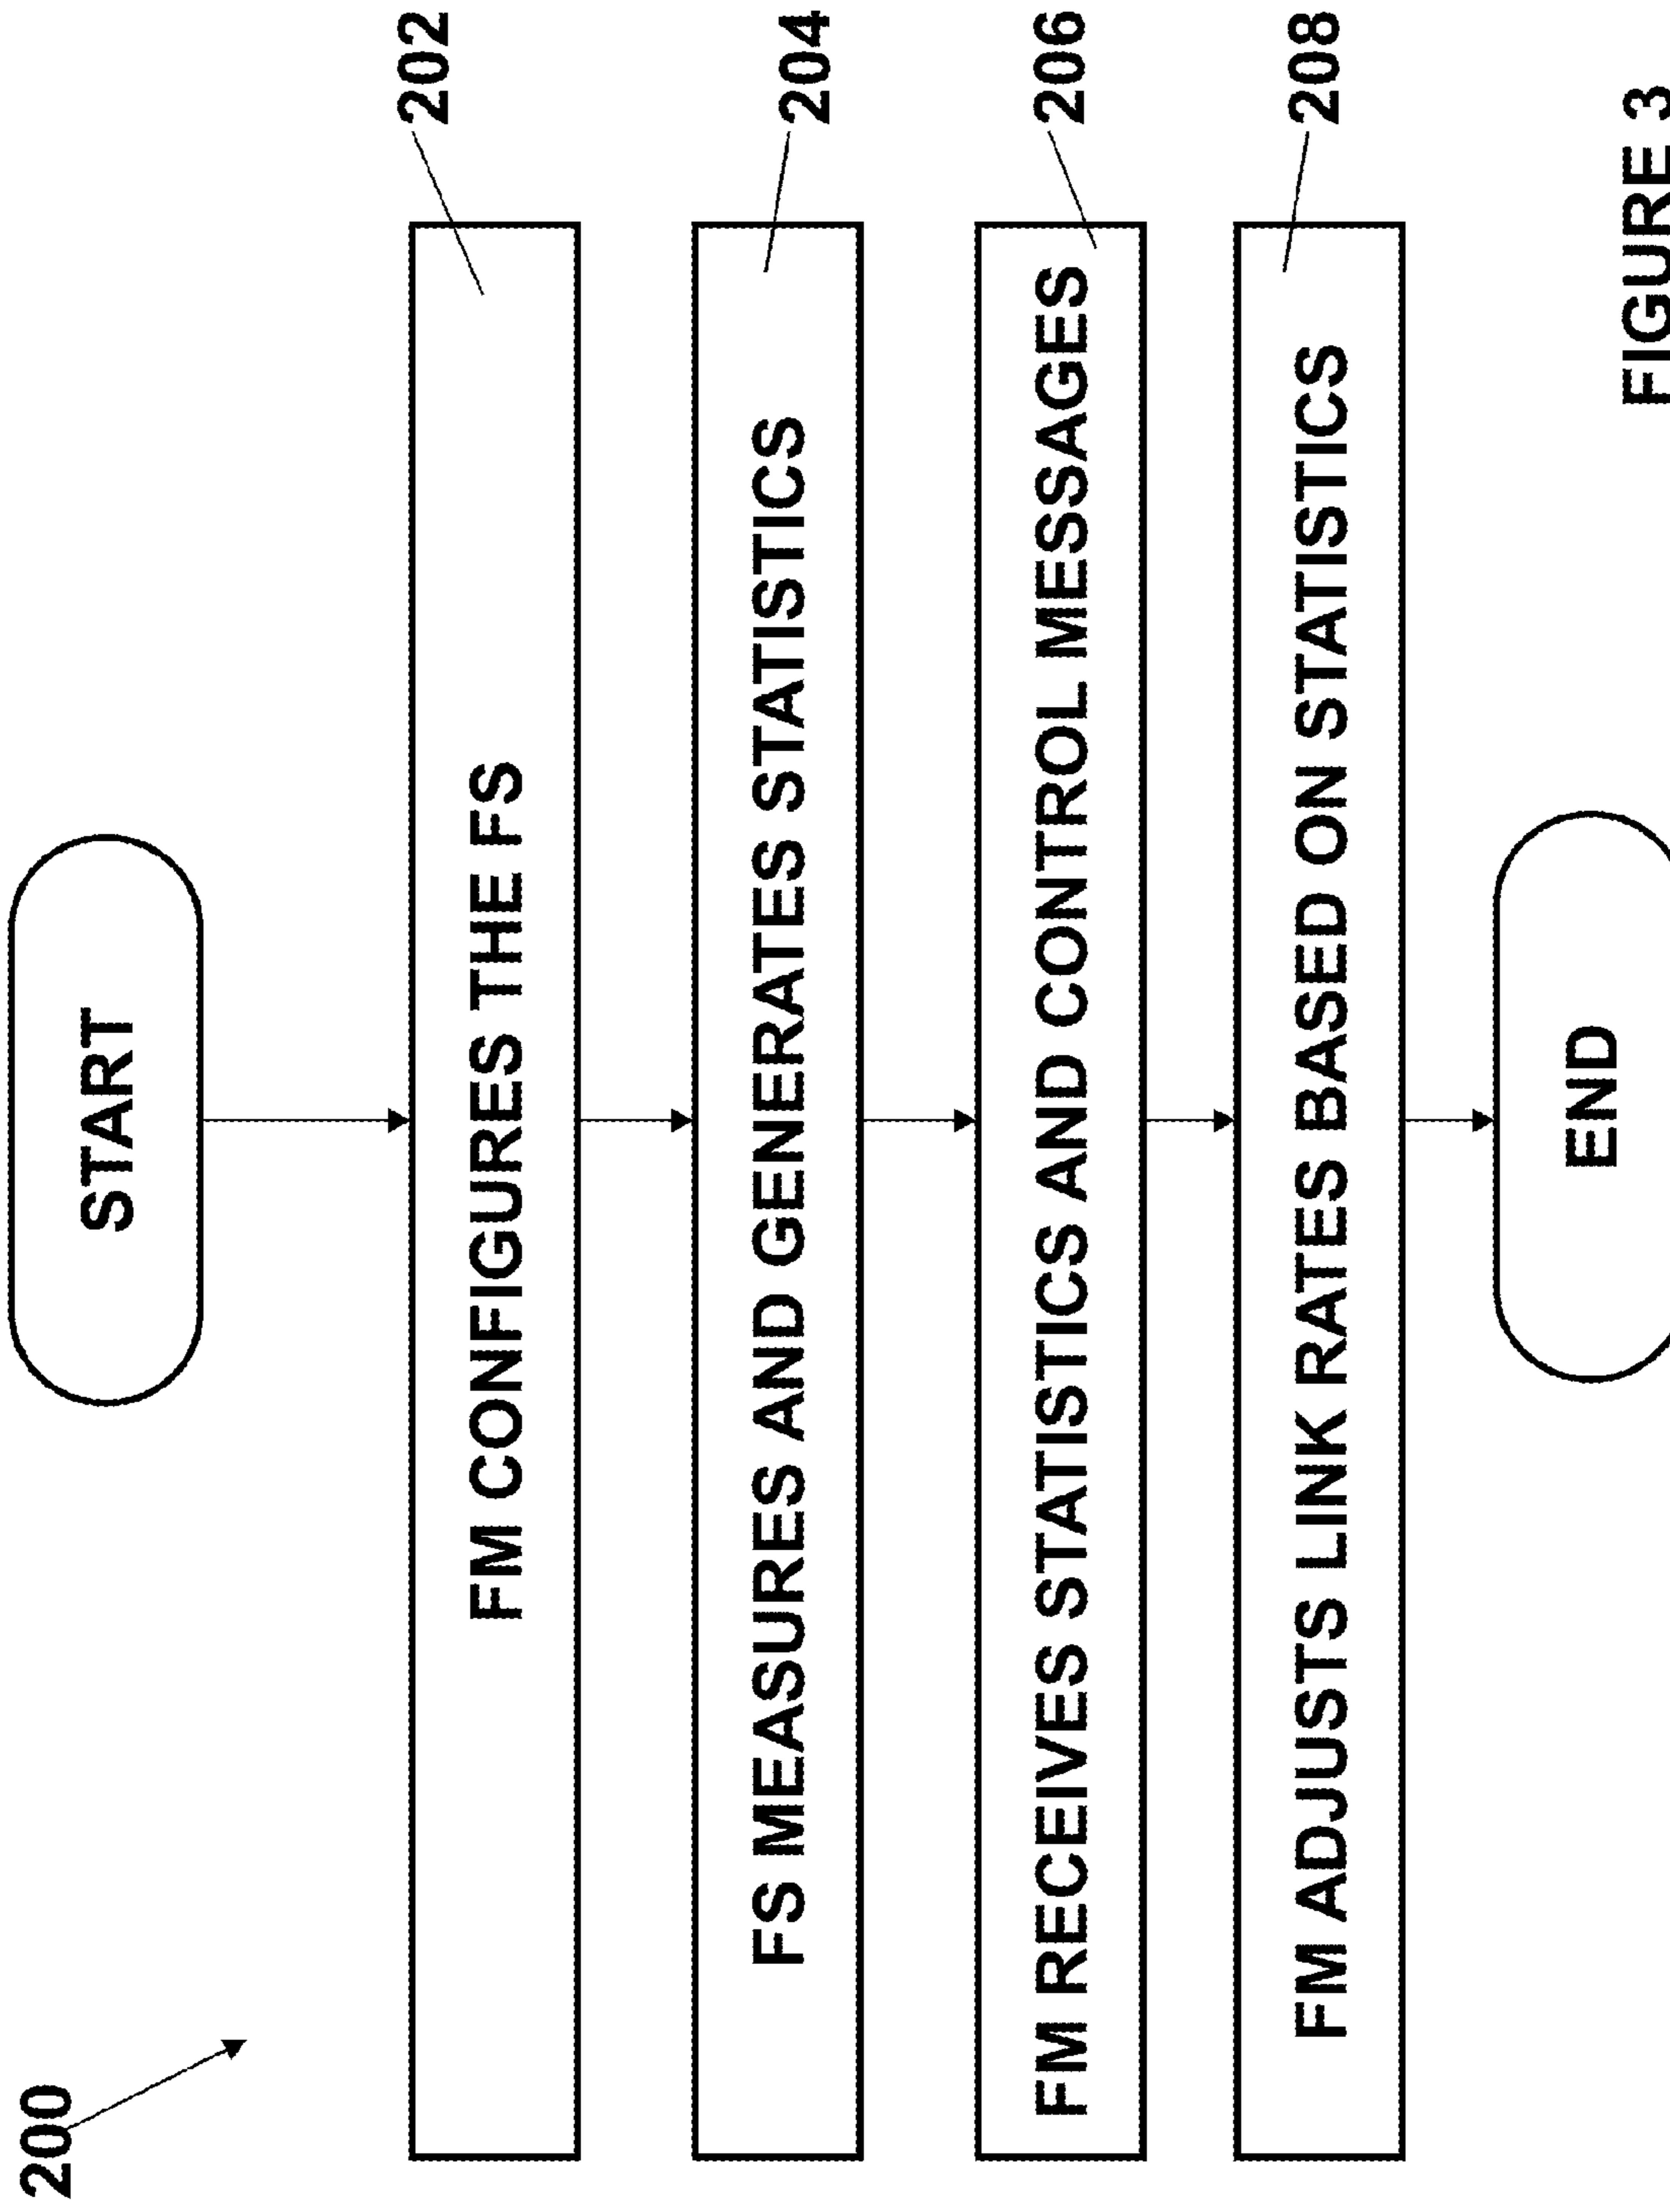 200
START
FM CONFIGURES THE FS
202
FS MEASURES AND GENERATES STATISTICS
204
FM RECEIVES STATISTICS AND CONTROL MESSAGES
206
FM ADJUSTS LINK RATES BASED ON STATISTICS
208
END
FIGURE 3